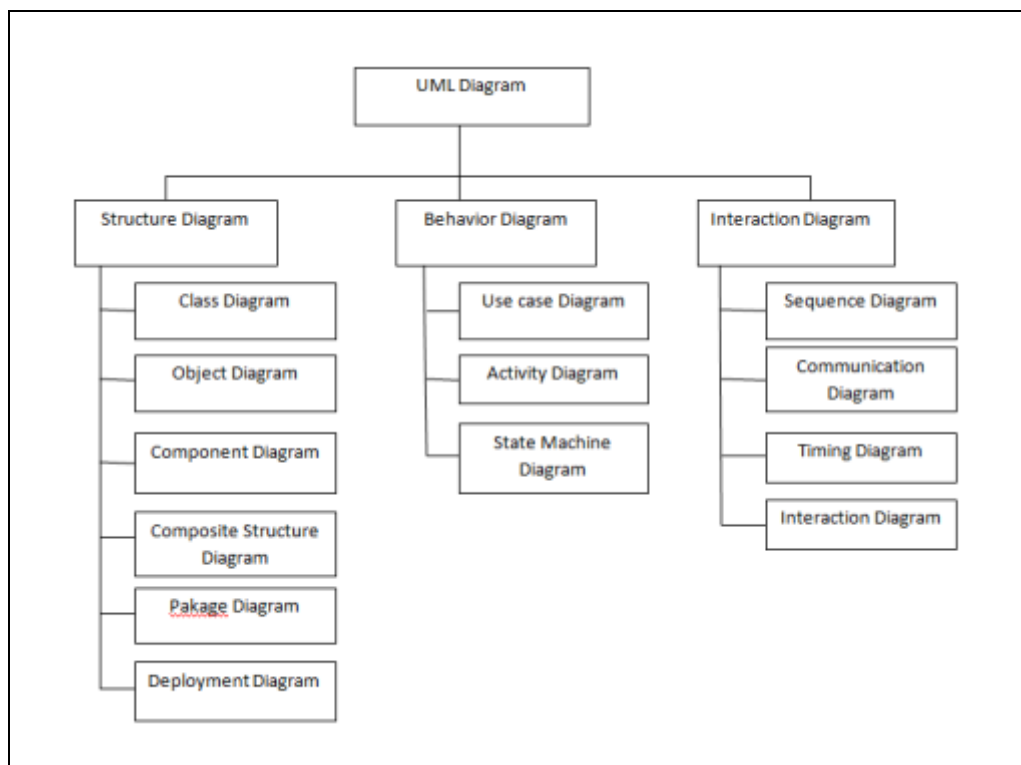 UML Diagram
Structure Diagram
Behavior Diagram
Interaction Diagram
Class Diagram
Object Diagram
Component Diagram
Composite Structure
Diagram
Pakage Diagram
Deployment Diagram
Use case Diagram
Activity Diagram
State Machine
Diagram
Sequence Diagram
Communication
Diagram
Timing Diagram
Interaction Diagram